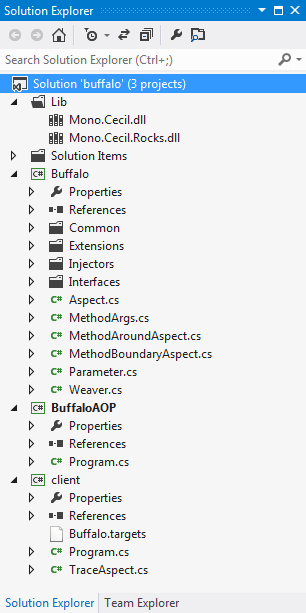 Solution Explorer
Search Solution Explorer (Ctrl+;)
Solution 'buffalo' (3 projects)
Lib
Mono.Cecil.dll
Mono.Cecil.Rocks.dll
Solution Items
C# Buffalo
Properties
References
Common
Extensions
Injectors
Interfaces
C# Aspect.cs
C# MethodArgs.cs
C# MethodAroundAspect.cs
C# MethodBoundaryAspect.cs
C# Parameter.cs
C# Weaver.cs
C# BuffaloAOP
Properties
References
C# Program.cs
C# client
Properties
References
Buffalo.targets
C# Program.cs
C# TraceAspect.cs
Solution Explorer Team Explorer